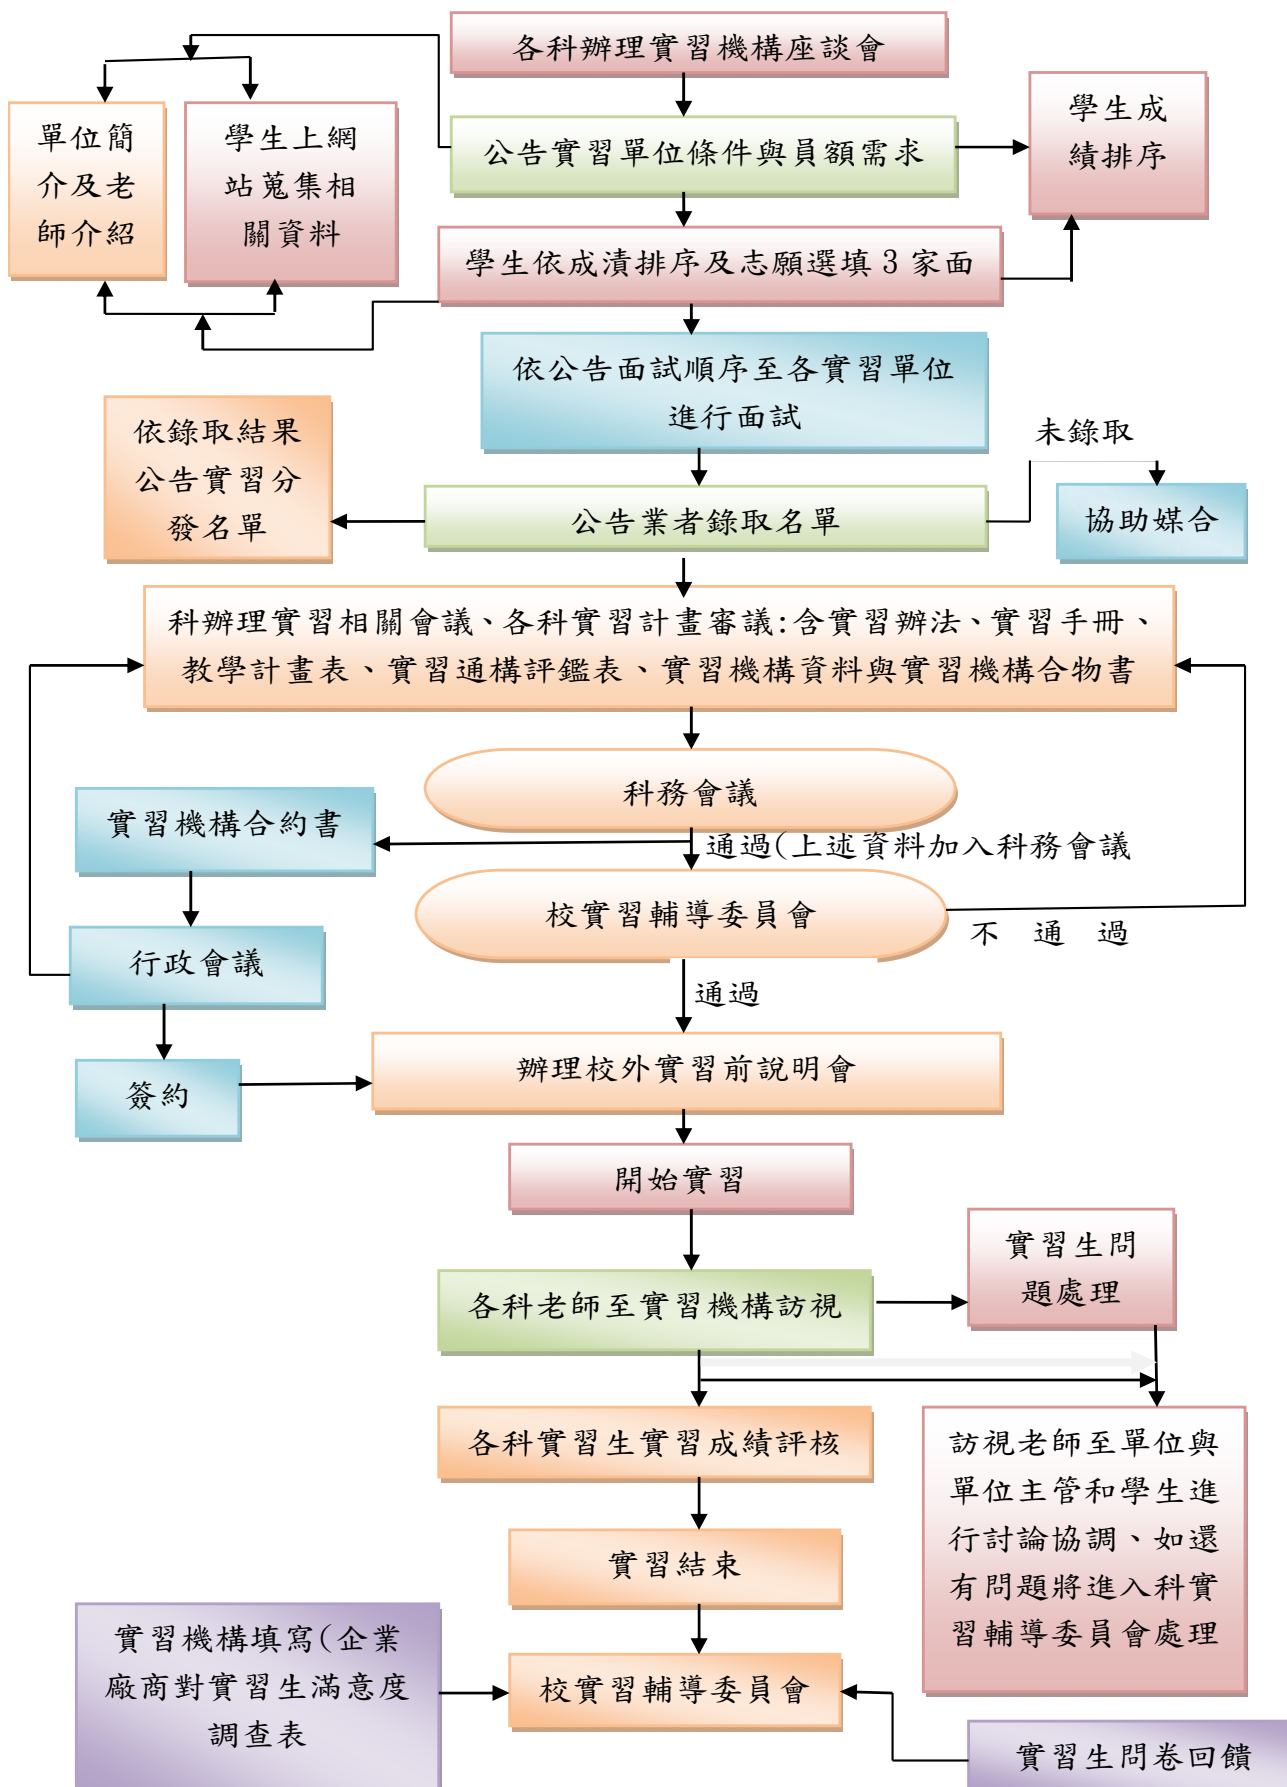 各科辦理實習機構座談會
單位簡
介及老
師介紹
學生上網
站蒐集相
關資料
公告實習單位條件與員額需求
學生成
績排序
學生依成漬排序及志願選填 3 家面
依公告面試順序至各實習單位
進行面試
依錄取結果
公告實習分
發名單
公告業者錄取名單
未錄取
協助媒合
科辦理實習相關會議、各科實習計畫審議:含實習辦法、實習手冊、
教學計畫表、實習通構評鑑表、實習機構資料與實習機構合物書
科務會議
實習機構合約書
通過(上述資料加入科務會議
校實習輔導委員會
不 通 過
行政會議
通過
簽約
辦理校外實習前說明會
開始實習
各科老師至實習機構訪視
實習生問
題處理
各科實習生實習成績評核
訪視老師至單位與
單位主管和學生進
行討論協調、如還
有問題將進入科實
習輔導委員會處理
實習結束
實習機構填寫(企業
廠商對實習生滿意度
調查表
校實習輔導委員會
實習生問卷回饋